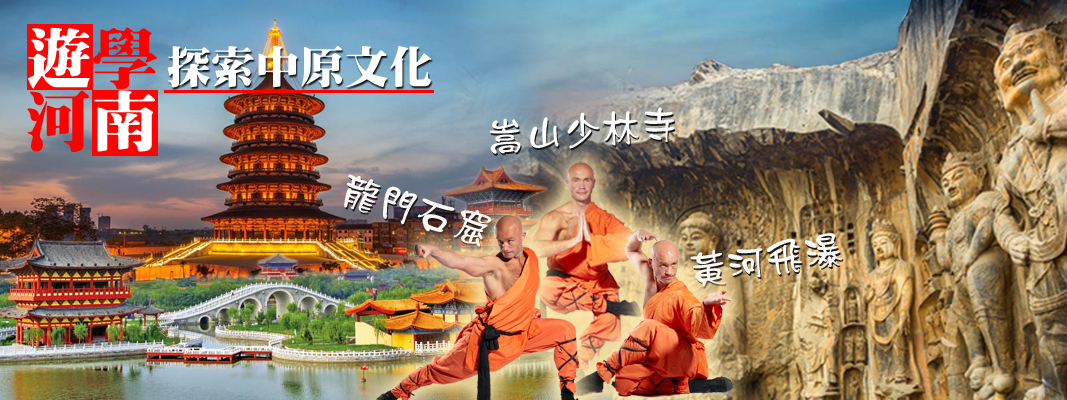 遊學
河南
探索中原文化
嵩山少林寺
龍門石窟
黃河飛瀑